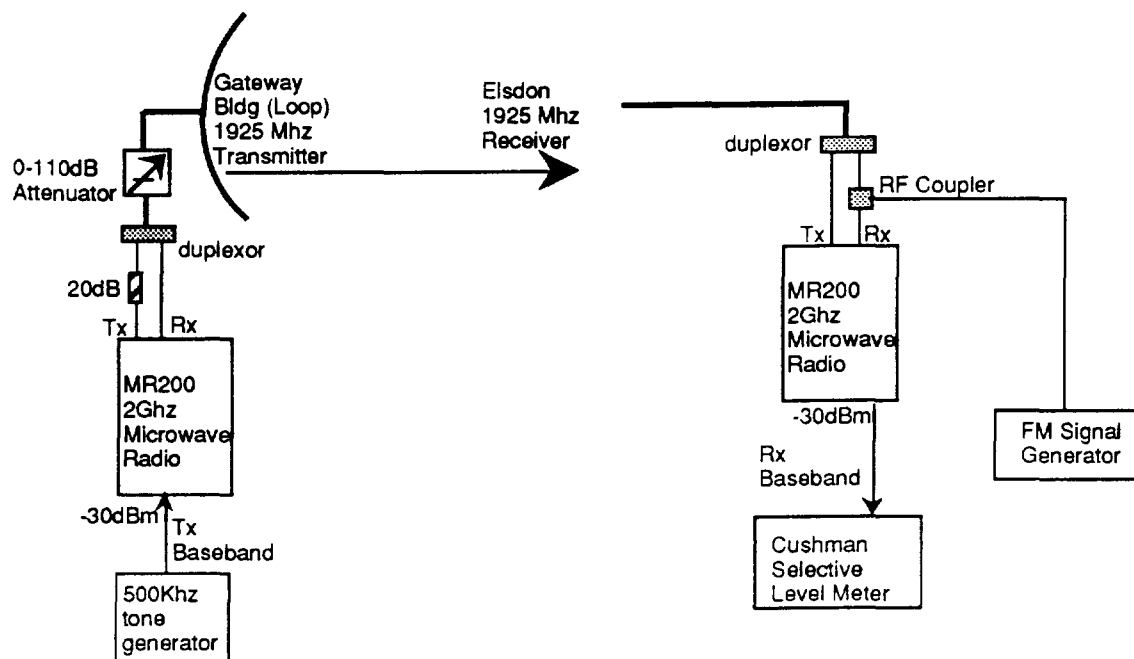 Gateway
Bldg (Loop)
1925 Mhz
Transmitter
Elsdon
1925 Mhz
Receiver
0-110dB
Attenuator
duplexor
20dB
Tx
Rx
MR200
2Ghz
Microwave
Radio
-30dBm
Tx
Baseband
500Khz
tone
generator
duplexor
RF Coupler
Tx
Rx
MR200
2Ghz
Microwave
Radio
-30dBm
Rx
Baseband
Cushman
Selective
Level Meter
FM Signal
Generator